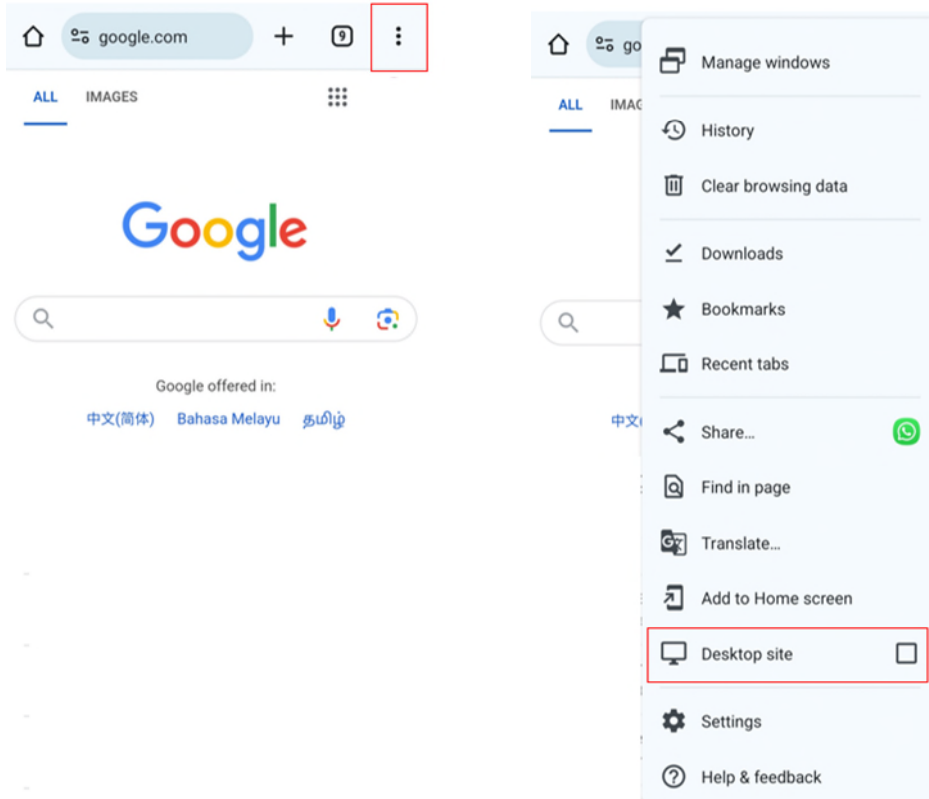 google.com
9
ALL IMAGES
Google
Google offered in:
中文(简体) Bahasa Melayu தமிழ்
go
ALL IMAG
中文(
Manage windows
History
Clear browsing data
Downloads
Bookmarks
Recent tabs
Share...
Find in page
Translate...
Add to Home screen
Desktop site
Settings
Help & feedback